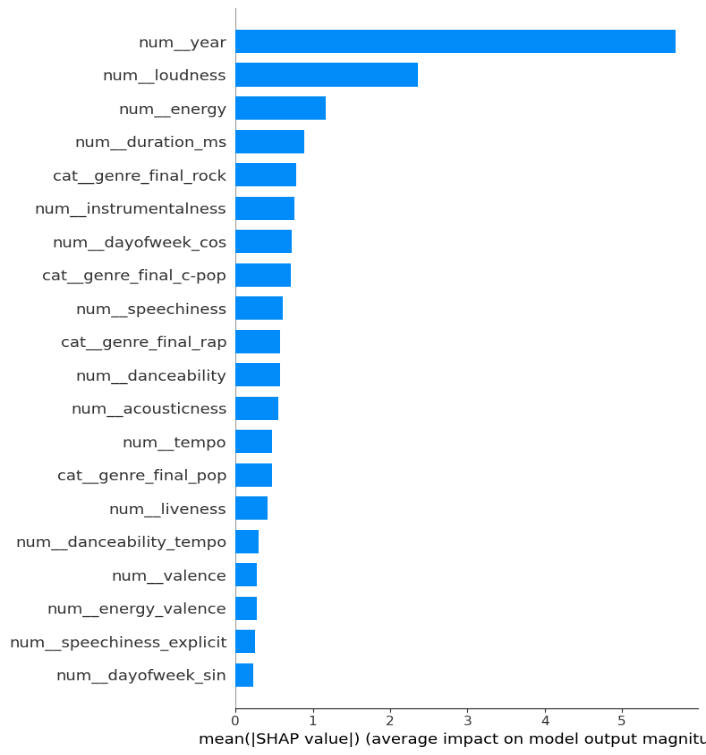 num__year
num__loudness
num__energy
num__duration_ms
cat__genre_final_rock
num__instrumentalness
num__dayofweek_cos
cat__genre_final_c-pop
num__speechiness
cat__genre_final_rap
num__danceability
num__acousticness
num__tempo
cat__genre_final_pop
num__liveness
num__danceability_tempo
num__valence
num__energy_valence
num__speechiness_explicit
num__dayofweek_sin
0 1 2 3 4 5
mean(|SHAP value|) (average impact on model output magnitu